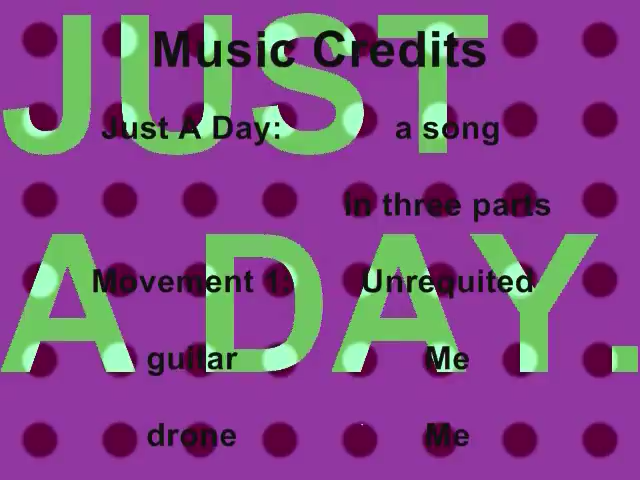 JUST
A DAY.
Music Credits
Just A Day: a song
in three parts
Movement 1: Unrequited
guitar Me
drone Me